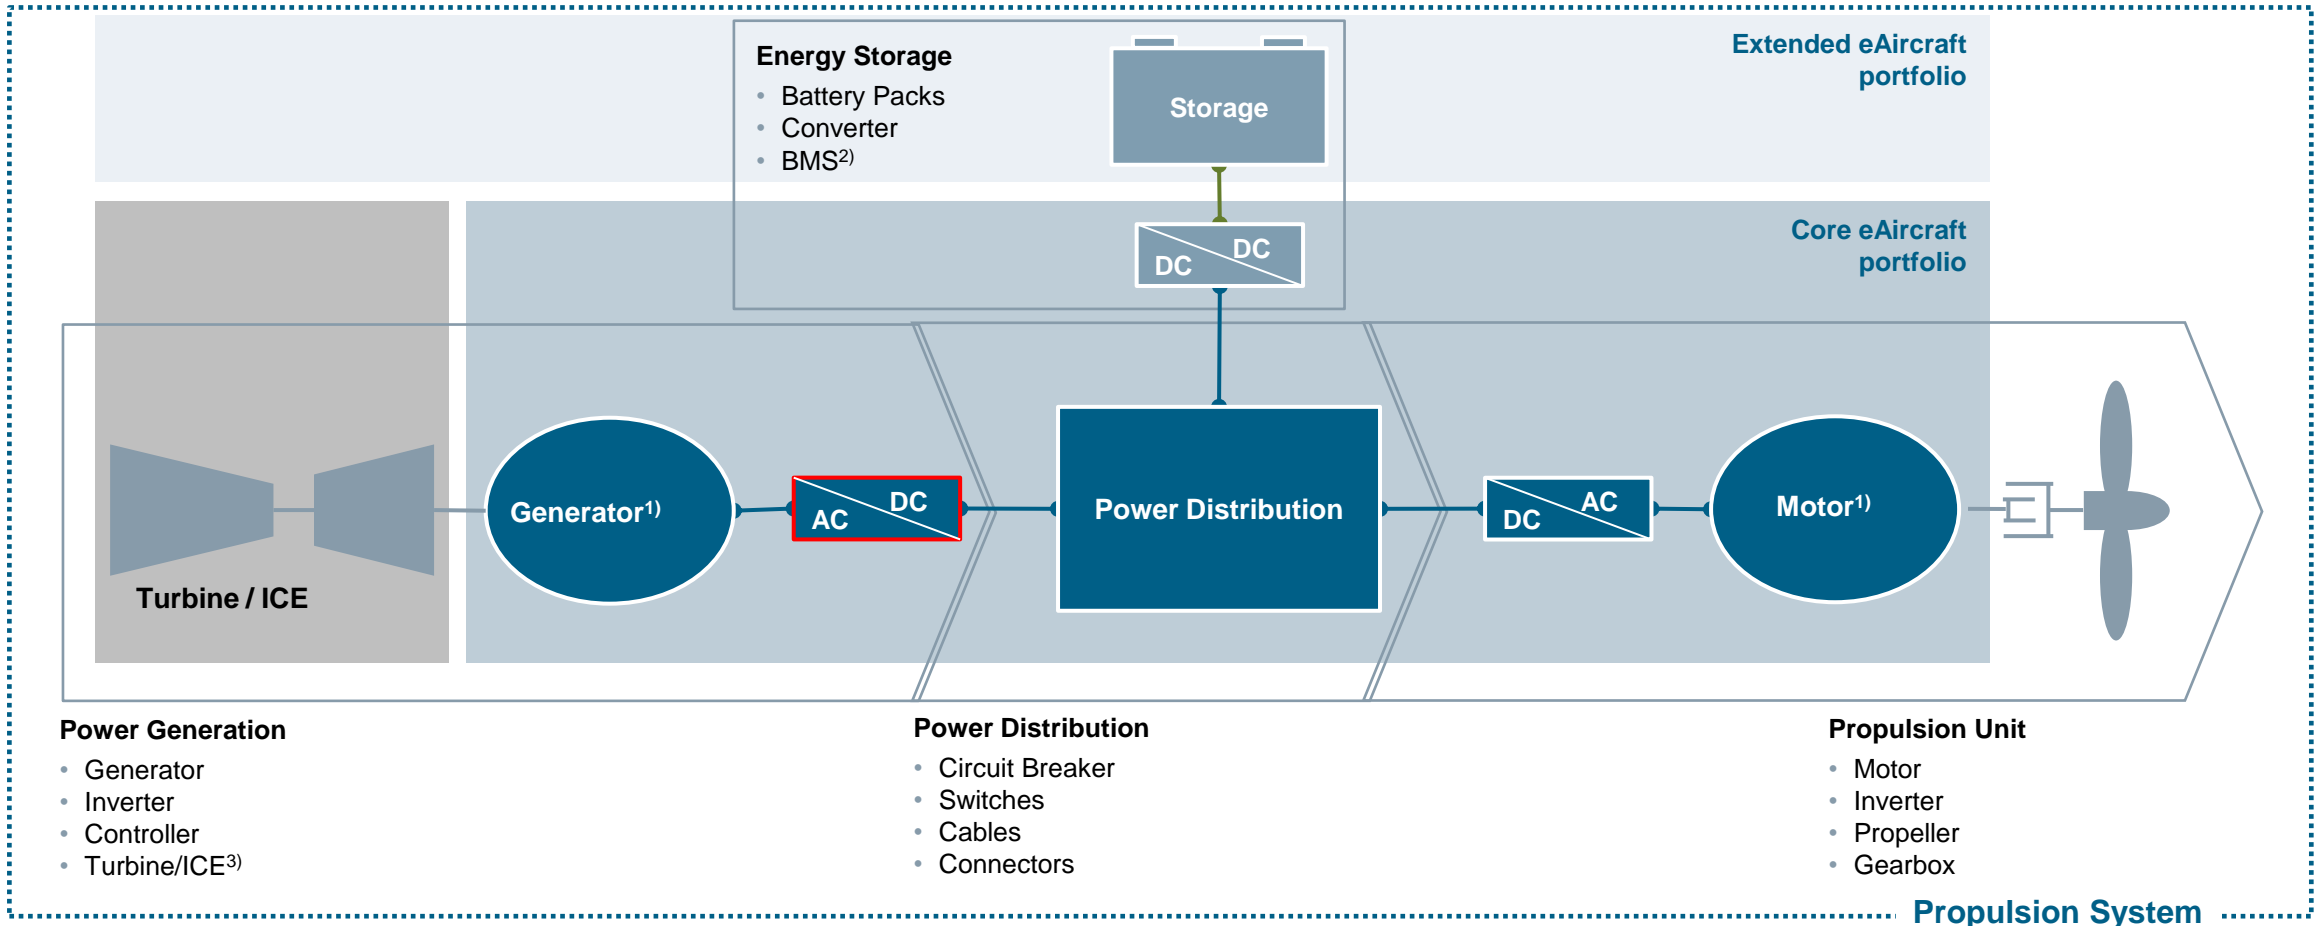 Energy Storage
• Battery Packs
• Converter
• BMS2)
Storage
Extended eAircraft
portfolio
DC
DC
Core eAircraft
portfolio
Turbine / ICE
Generator1)
AC
DC
Power Distribution
DC
AC
Motor1)
Power Generation
• Generator
• Inverter
• Controller
• Turbine/ICE3)
Power Distribution
• Circuit Breaker
• Switches
• Cables
• Connectors
Propulsion Unit
• Motor
• Inverter
• Propeller
• Gearbox
Propulsion System